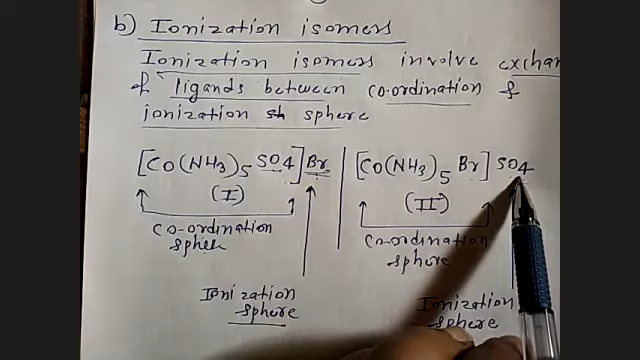 b) Ionization isomers
Ionization isomers involve exchan
of ligands between co-ordination &
ionization sphere
[Co(NH3)5 SO4] Br
[Co(NH3)5 Br] SO4
(I)
(II)
Co-ordination
sphere
Co-ordination
sphere
Ionization
sphere
Ionization
sphere